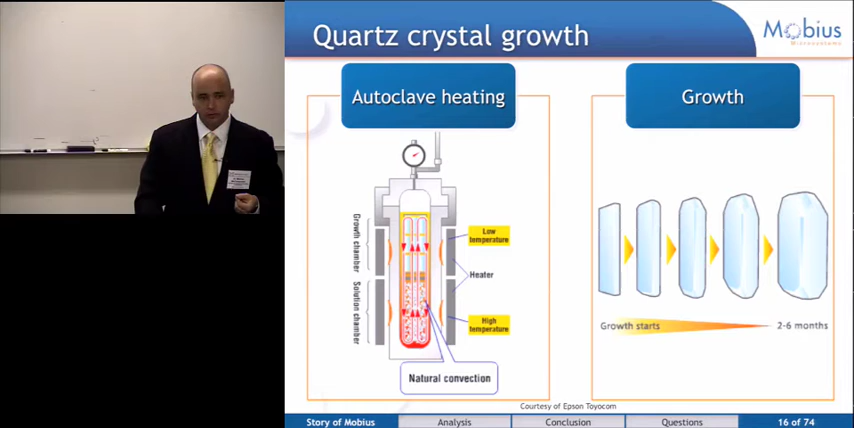 Quartz crystal growth
Mobius
Microsystems
Autoclave heating
Growth
Growth chamber
Solution chamber
Low
temperature
Heater
High
temperature
Natural convection
Growth starts
2-6 months
Courtesy of Epson Toyocom
Story of Mobius
Analysis
Conclusion
Questions
16 of 74